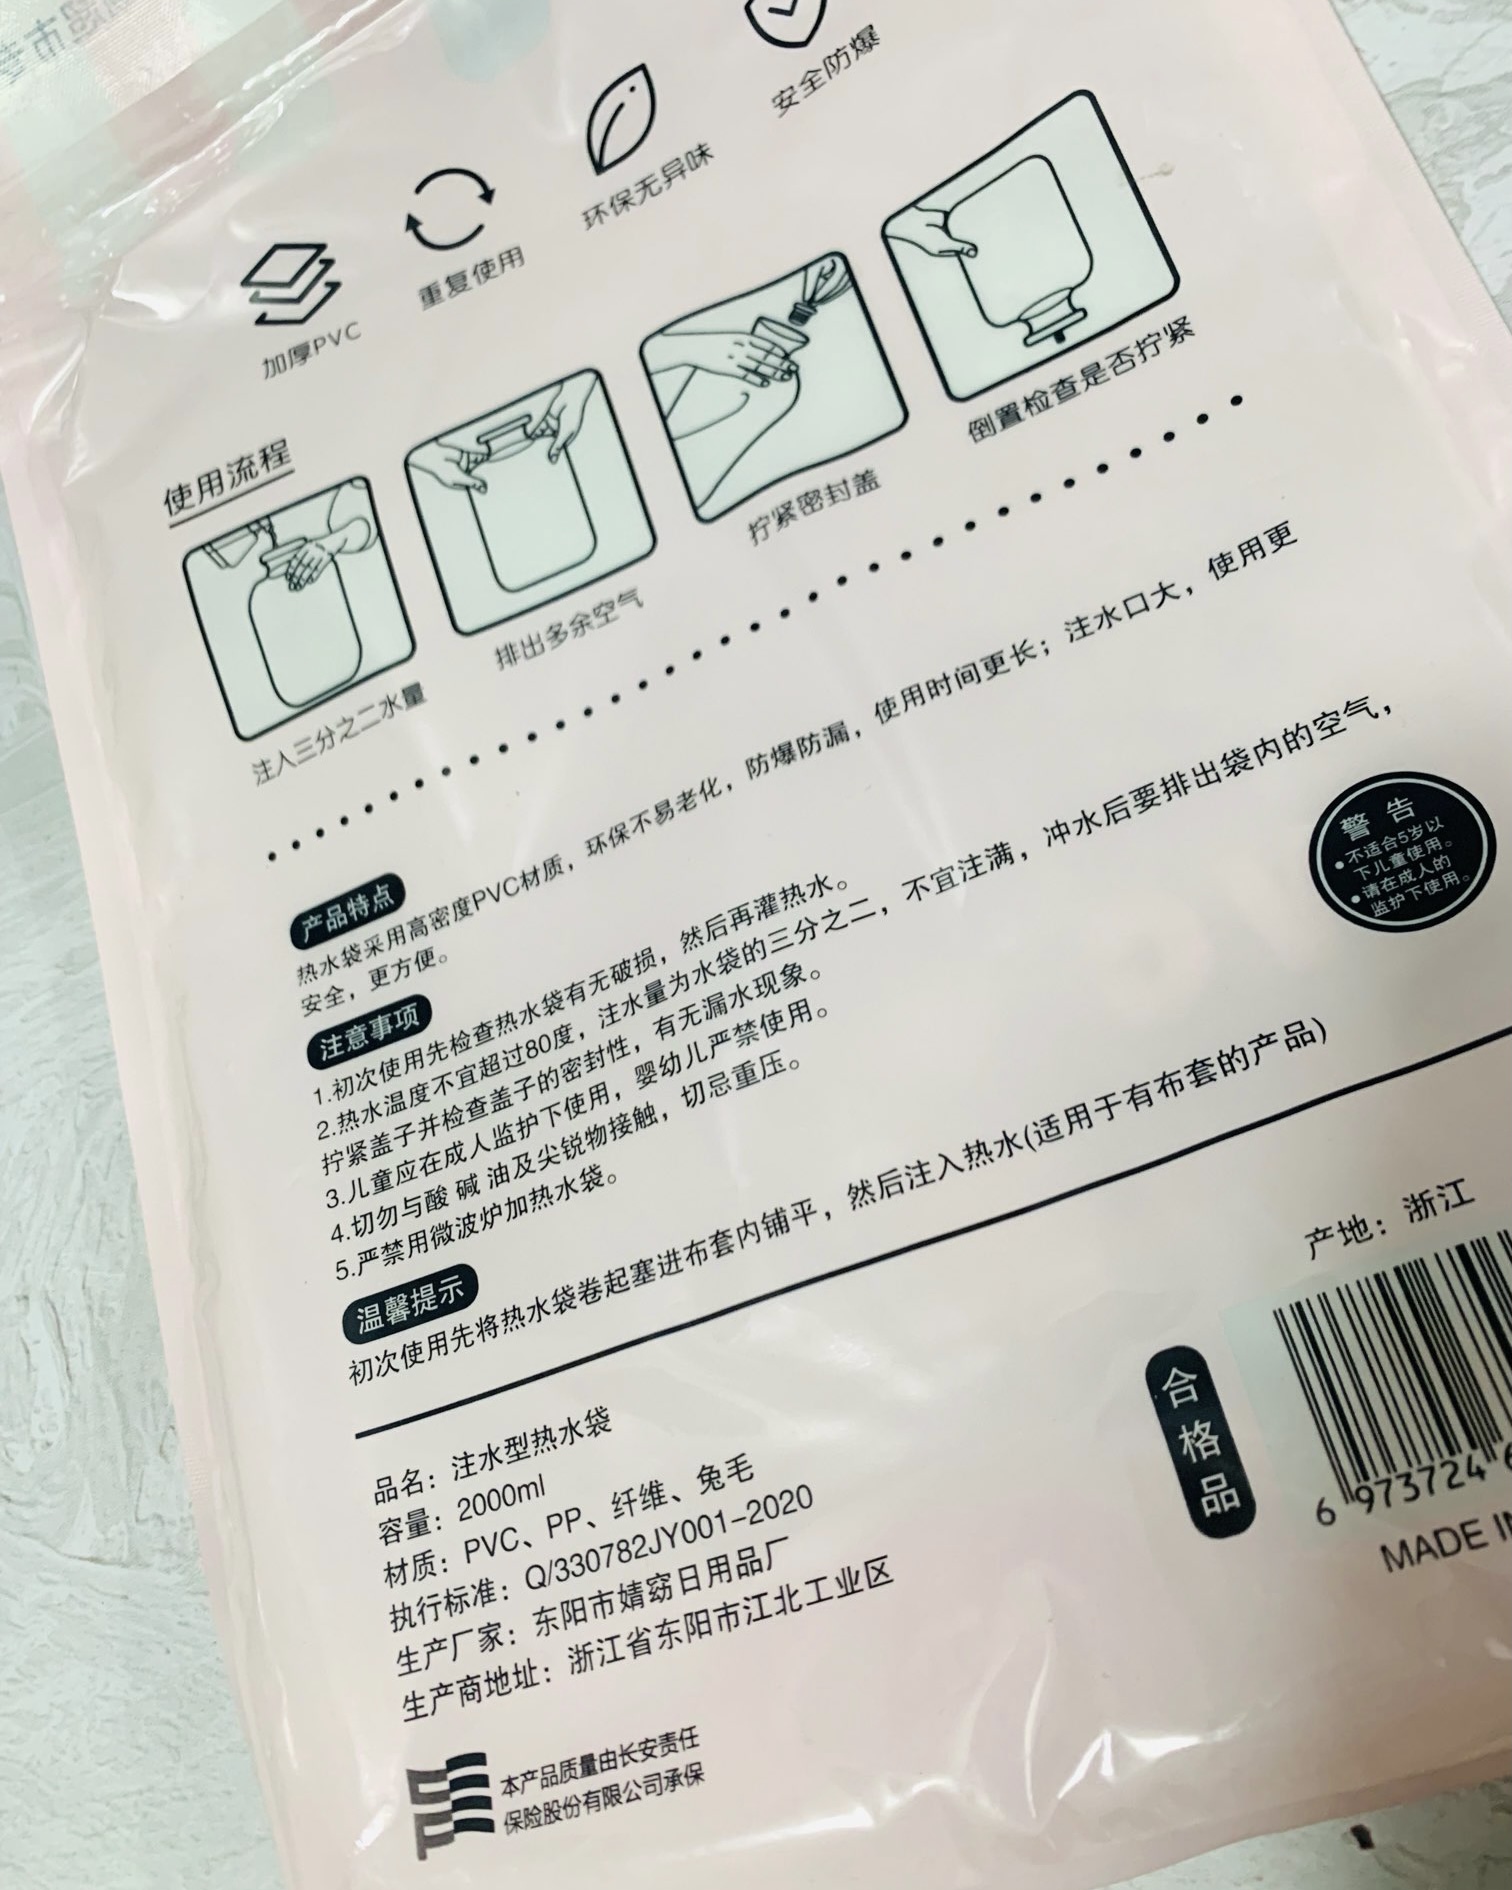 安全防爆
环保无异味
重复使用
加厚PVC
使用流程
注入三分之二水量
排出多余空气
拧紧密封盖
倒置检查是否拧紧
产品特点
热水袋采用高密度PVC材质，环保不易老化，防爆防漏，使用时间更长；注水口大，使用更
安全，更方便。
注意事项
1.初次使用先检查热水袋有无破损，然后再灌热水。
2.热水温度不宜超过80度，注水量为水袋的三分之二，不宜注满，冲水后要排出袋内的空气，
拧紧盖子并检查盖子的密封性，有无漏水现象。
3.儿童应在成人监护下使用，婴幼儿严禁使用。
4.切勿与酸 碱 油及尖锐物接触，切忌重压。
5.严禁用微波炉加热水袋。
警告
不适合5岁以
下儿童使用。
请在成人的
监护下使用。
温馨提示
初次使用先将热水袋卷起塞进布套内铺平，然后注入热水(适用于有布套的产品)
品名：注水型热水袋
容量：2000ml
材质：PVC、PP、纤维、兔毛
执行标准：Q/330782JY001-2020
生产厂家：东阳市婧窈日用品厂
生产商地址：浙江省东阳市江北工业区
合格品
产地：浙江
6 973724 6
MADE IN
本产品质量由长安责任
保险股份有限公司承保